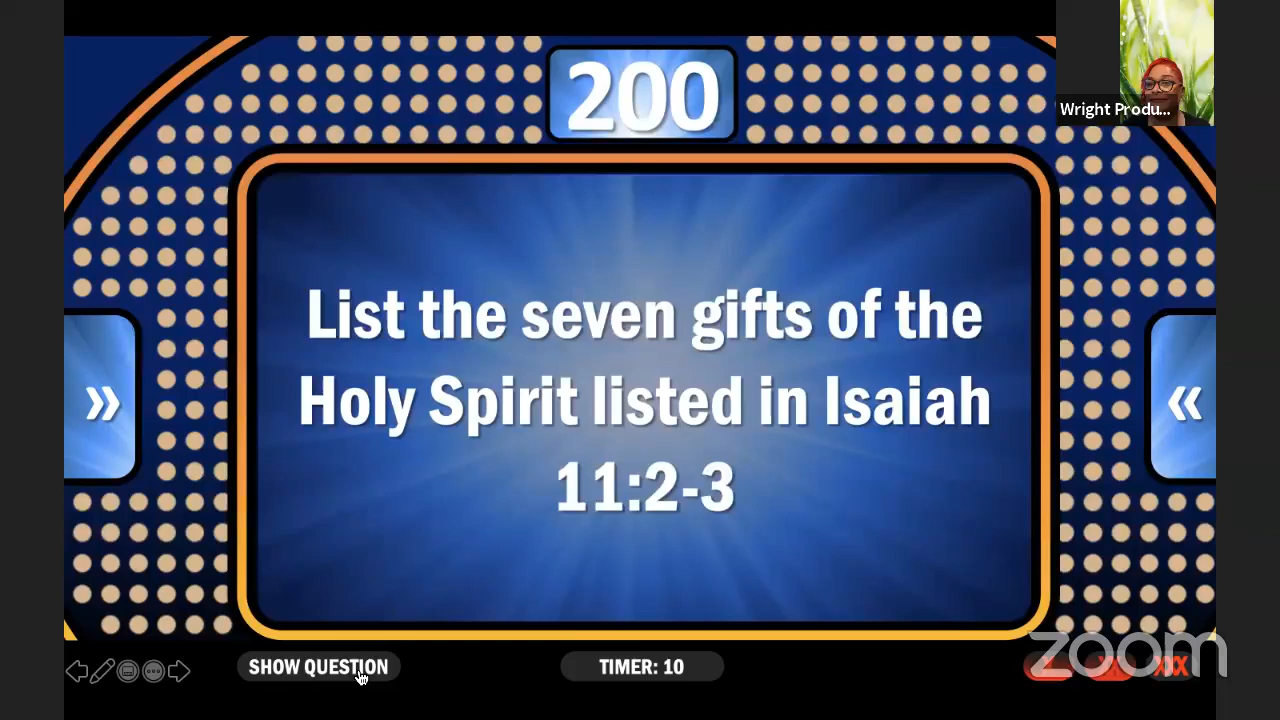 200
Wright Produ...
List the seven gifts of the
Holy Spirit listed in Isaiah
11:2-3
»
«
SHOW QUESTION
TIMER: 10
XXX
zoom